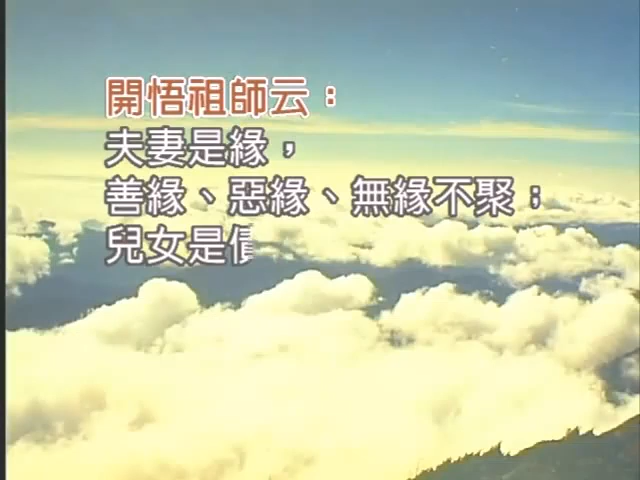 開悟祖師云：
夫妻是緣，
善緣、惡緣、無緣不聚；
兒女是